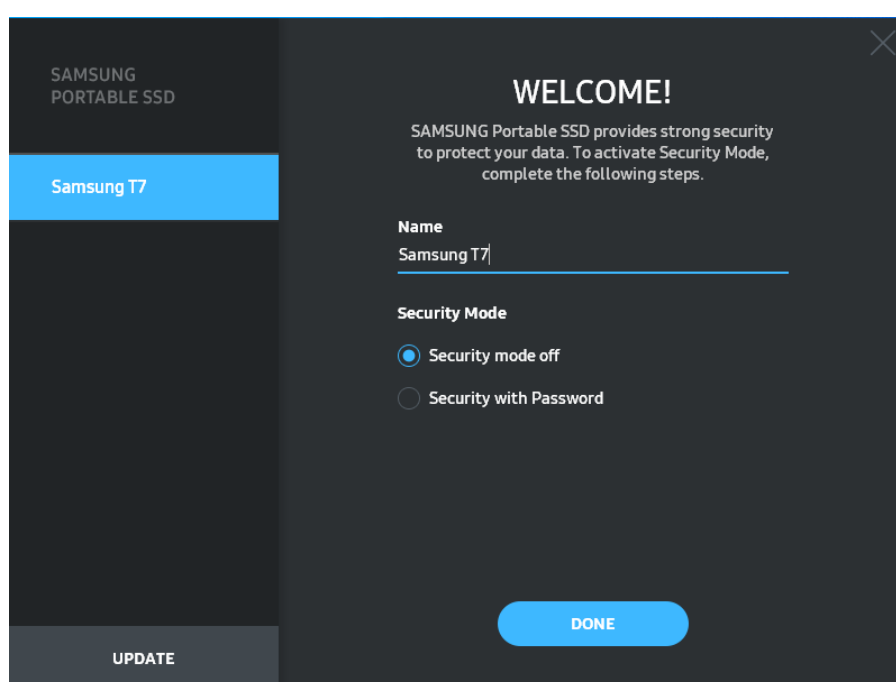 SAMSUNG
PORTABLE SSD
Samsung T7
UPDATE
WELCOME!
SAMSUNG Portable SSD provides strong security
to protect your data. To activate Security Mode,
complete the following steps.
Name
Samsung T7
Security Mode
Security mode off
Security with Password
DONE